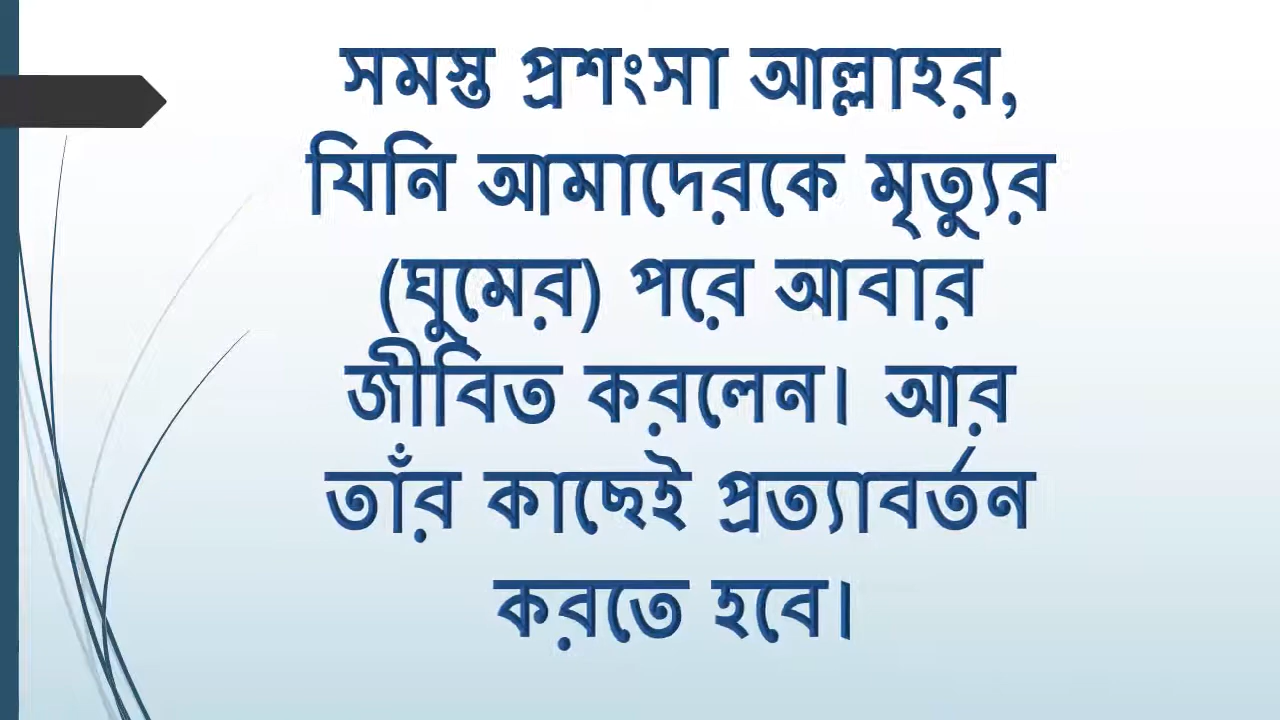 সমস্ত প্রশংসা আল্লাহর,
যিনি আমাদেরকে মৃত্যুর
(ঘুমের) পরে আবার
জীবিত করলেন। আর
তাঁর কাছেই প্রত্যাবর্তন
করতে হবে।